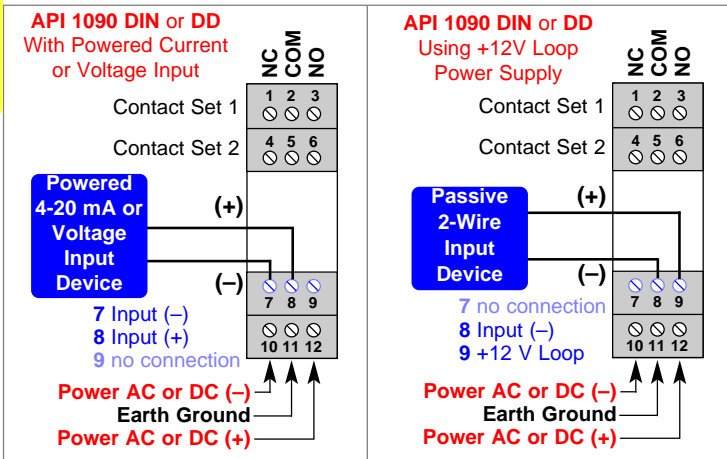 API 1090 DIN or DD
With Powered Current
or Voltage Input
NC
COM
NO
Contact Set 1
1 2 3
Contact Set 2
4 5 6
Powered
4-20 mA or
Voltage
Input
Device
(+)
(–)
7 8 9
7 Input (–)
8 Input (+)
9 no connection
10 11 12
Power AC or DC (–)
Earth Ground
Power AC or DC (+)
API 1090 DIN or DD
Using +12V Loop
Power Supply
NC
COM
NO
Contact Set 1
1 2 3
Contact Set 2
4 5 6
Passive
2-Wire
Input
Device
(+)
(–)
7 8 9
7 no connection
8 Input (–)
9 +12 V Loop
10 11 12
Power AC or DC (–)
Earth Ground
Power AC or DC (+)